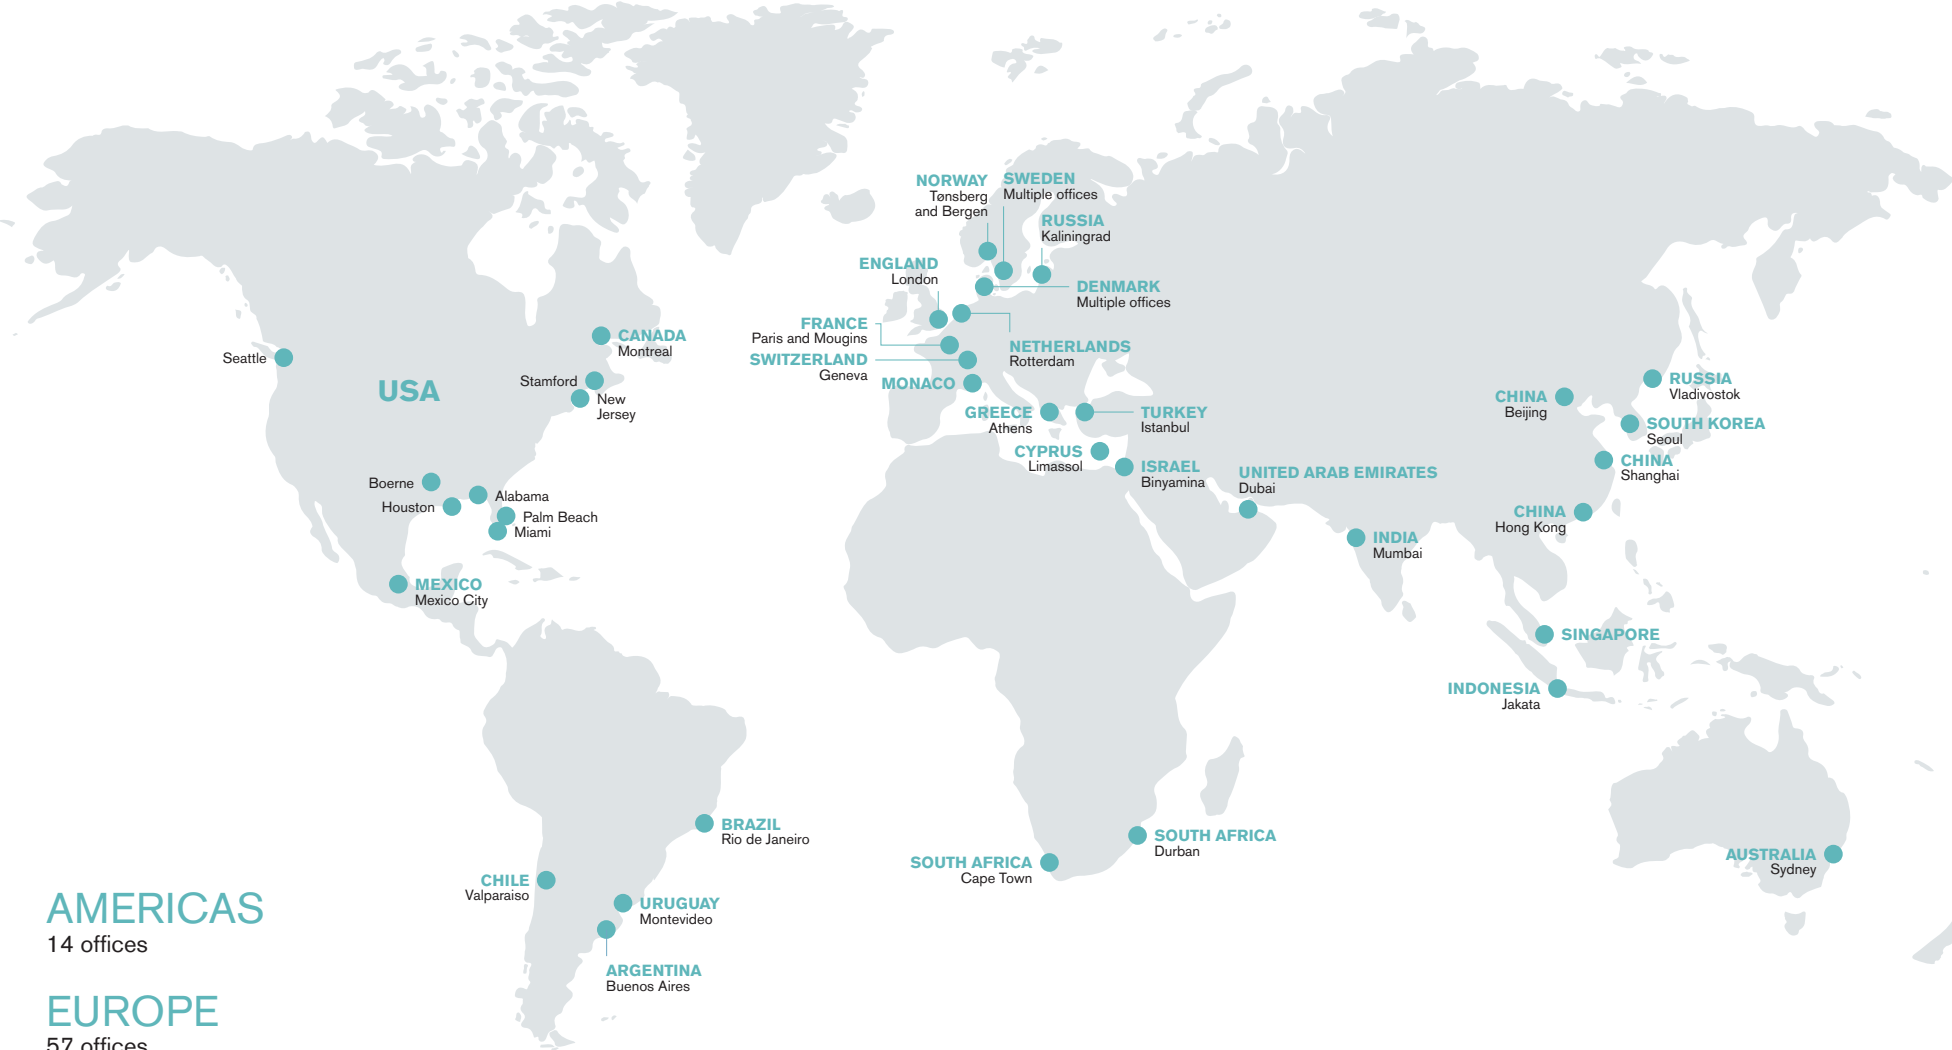 NORWAY
Tønsberg
and Bergen
SWEDEN
Multiple offices
RUSSIA
Kaliningrad
ENGLAND
London
DENMARK
Multiple offices
FRANCE
Paris and Mougins
NETHERLANDS
Rotterdam
SWITZERLAND
Geneva
MONACO
GREECE
Athens
TURKEY
Istanbul
CYPRUS
Limassol
ISRAEL
Binyamina
UNITED ARAB EMIRATES
Dubai
CANADA
Montreal
Seattle
USA
Stamford
New
Jersey
Boerne
Houston
Alabama
Palm Beach
Miami
MEXICO
Mexico City
RUSSIA
Vladivostok
CHINA
Beijing
SOUTH KOREA
Seoul
CHINA
Shanghai
CHINA
Hong Kong
INDIA
Mumbai
SINGAPORE
INDONESIA
Jakata
BRAZIL
Rio de Janeiro
CHILE
Valparaiso
URUGUAY
Montevideo
ARGENTINA
Buenos Aires
SOUTH AFRICA
Durban
SOUTH AFRICA
Cape Town
AUSTRALIA
Sydney
AMERICAS
14 offices
EUROPE
57 offices